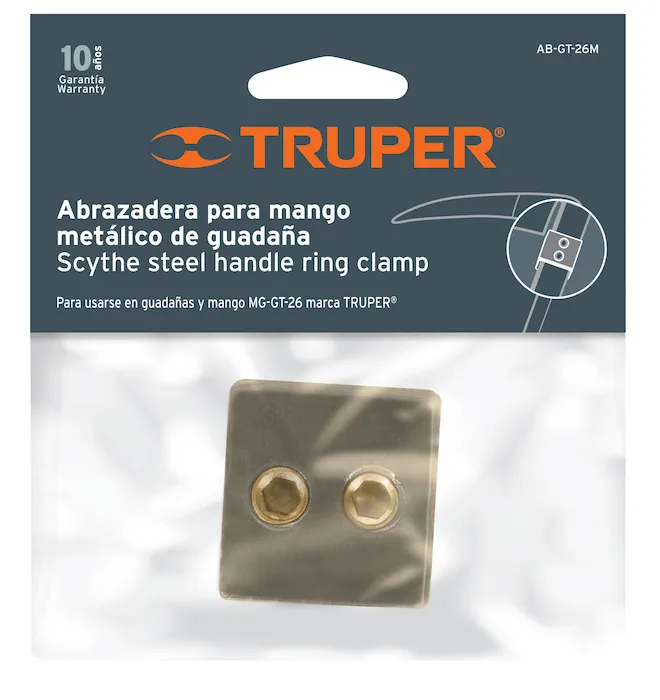 10 años
Garantía
Warranty
AB-GT-26M
TRUPER®
Abrazadera para mango
metálico de guadaña
Scythe steel handle ring clamp
Para usarse en guadañas y mango MG-GT-26 marca TRUPER®